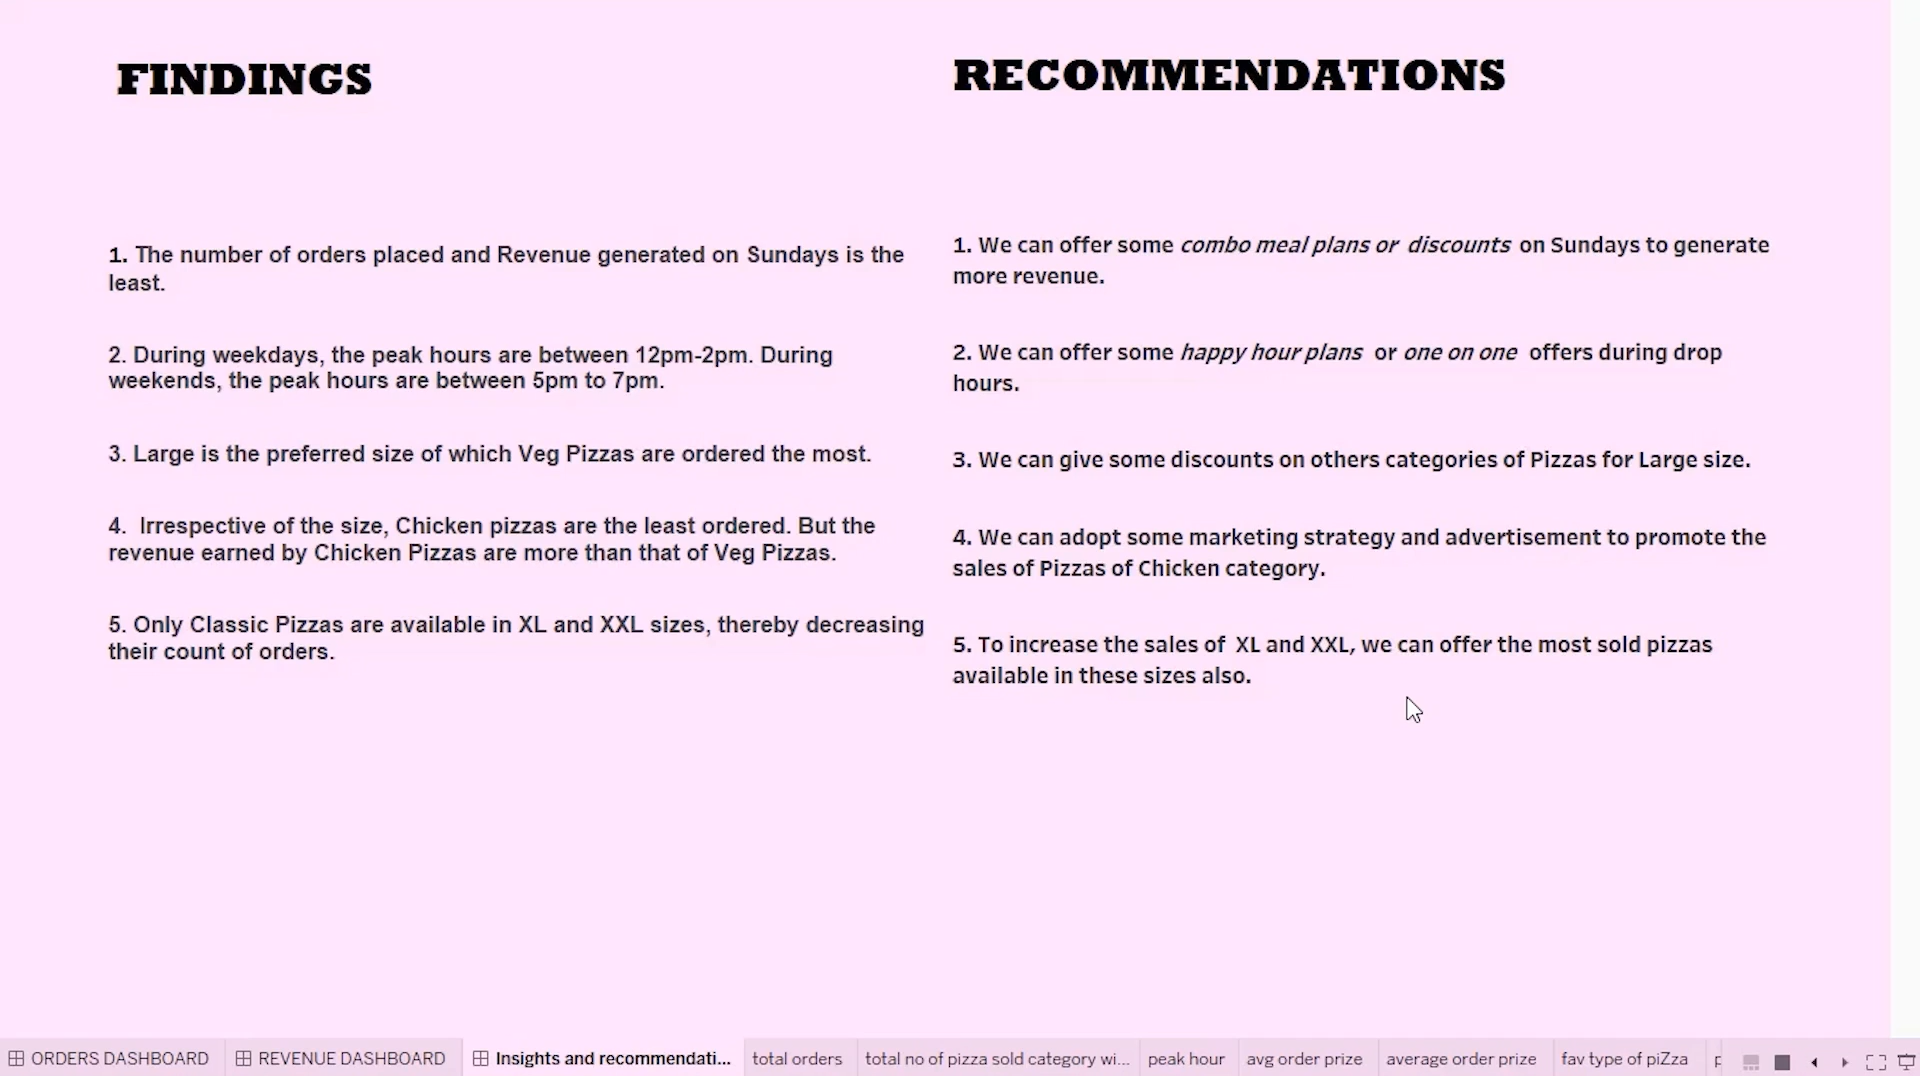 FINDINGS
1. The number of orders placed and Revenue generated on Sundays is the
least.
2. During weekdays, the peak hours are between 12pm-2pm. During
weekends, the peak hours are between 5pm to 7pm.
3. Large is the preferred size of which Veg Pizzas are ordered the most.
4. Irrespective of the size, Chicken pizzas are the least ordered. But the
revenue earned by Chicken Pizzas are more than that of Veg Pizzas.
5. Only Classic Pizzas are available in XL and XXL sizes, thereby decreasing
their count of orders.
RECOMMENDATIONS
1. We can offer some combo meal plans or discounts on Sundays to generate
more revenue.
2. We can offer some happy hour plans or one on one offers during drop
hours.
3. We can give some discounts on others categories of Pizzas for Large size.
4. We can adopt some marketing strategy and advertisement to promote the
sales of Pizzas of Chicken category.
5. To increase the sales of XL and XXL, we can offer the most sold pizzas
available in these sizes also.
ORDERS DASHBOARD REVENUE DASHBOARD Insights and recommendati... total orders total no of pizza sold category wi... peak hour avg order prize average order prize fav type of piZza